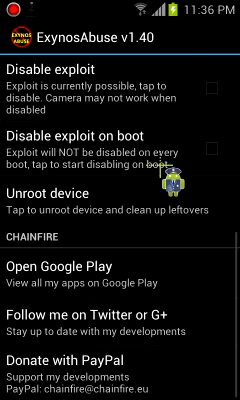 11:36 PM
EXYNOS
ABUSE
ExynosAbuse v1.40
Disable exploit
Exploit is currently possible, tap to
disable. Camera may not work when
disabled
Disable exploit on boot
Exploit will NOT be disabled on every
boot, tap to start disabling on boot
Unroot device
Tap to unroot device and clean up leftovers
CHAINFIRE
Open Google Play
View all my apps on Google Play
Follow me on Twitter or G+
Stay up to date with my developments
Donate with PayPal
Support my developments
PayPal: chainfire@chainfire.eu